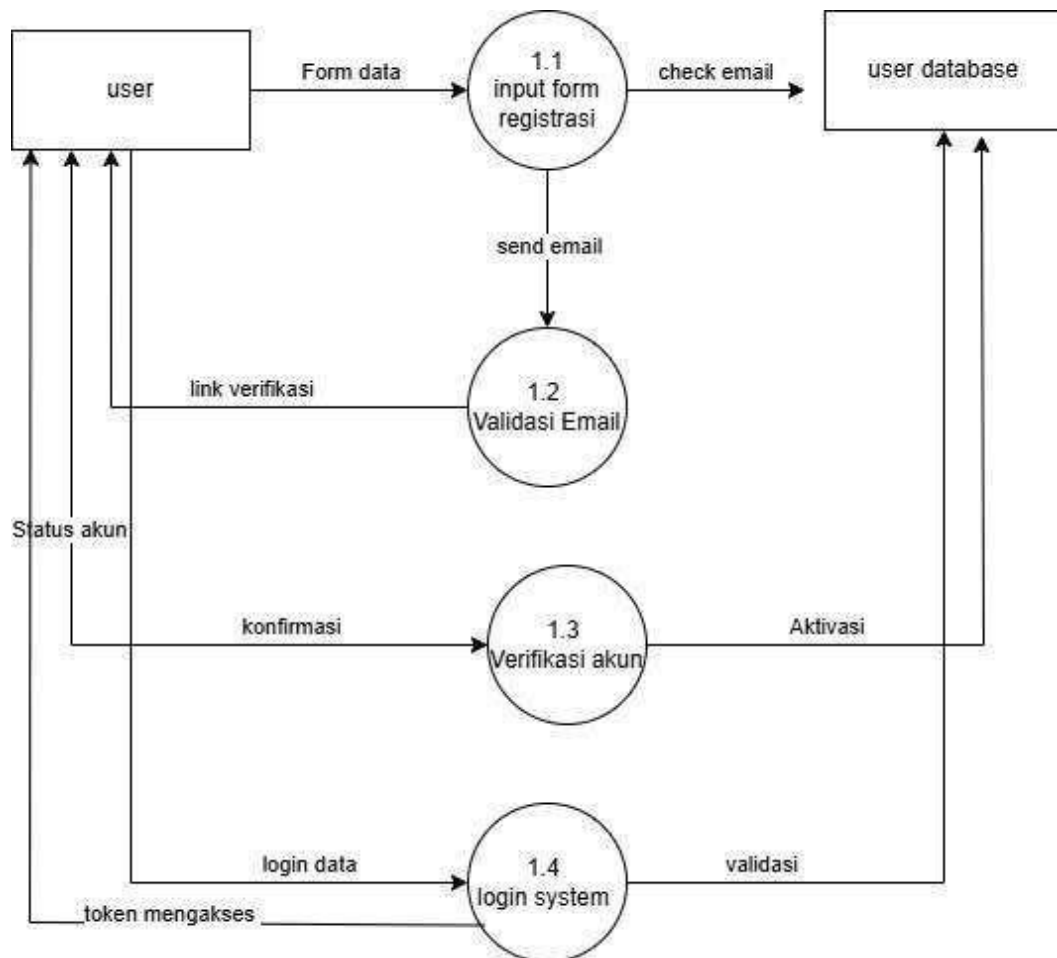 user
Form data
1.1
input form
registrasi
check email
user database
send email
link verifikasi
1.2
Validasi Email
Status akun
konfirmasi
1.3
Verifikasi akun
Aktivasi
login data
1.4
login system
validasi
token mengakses